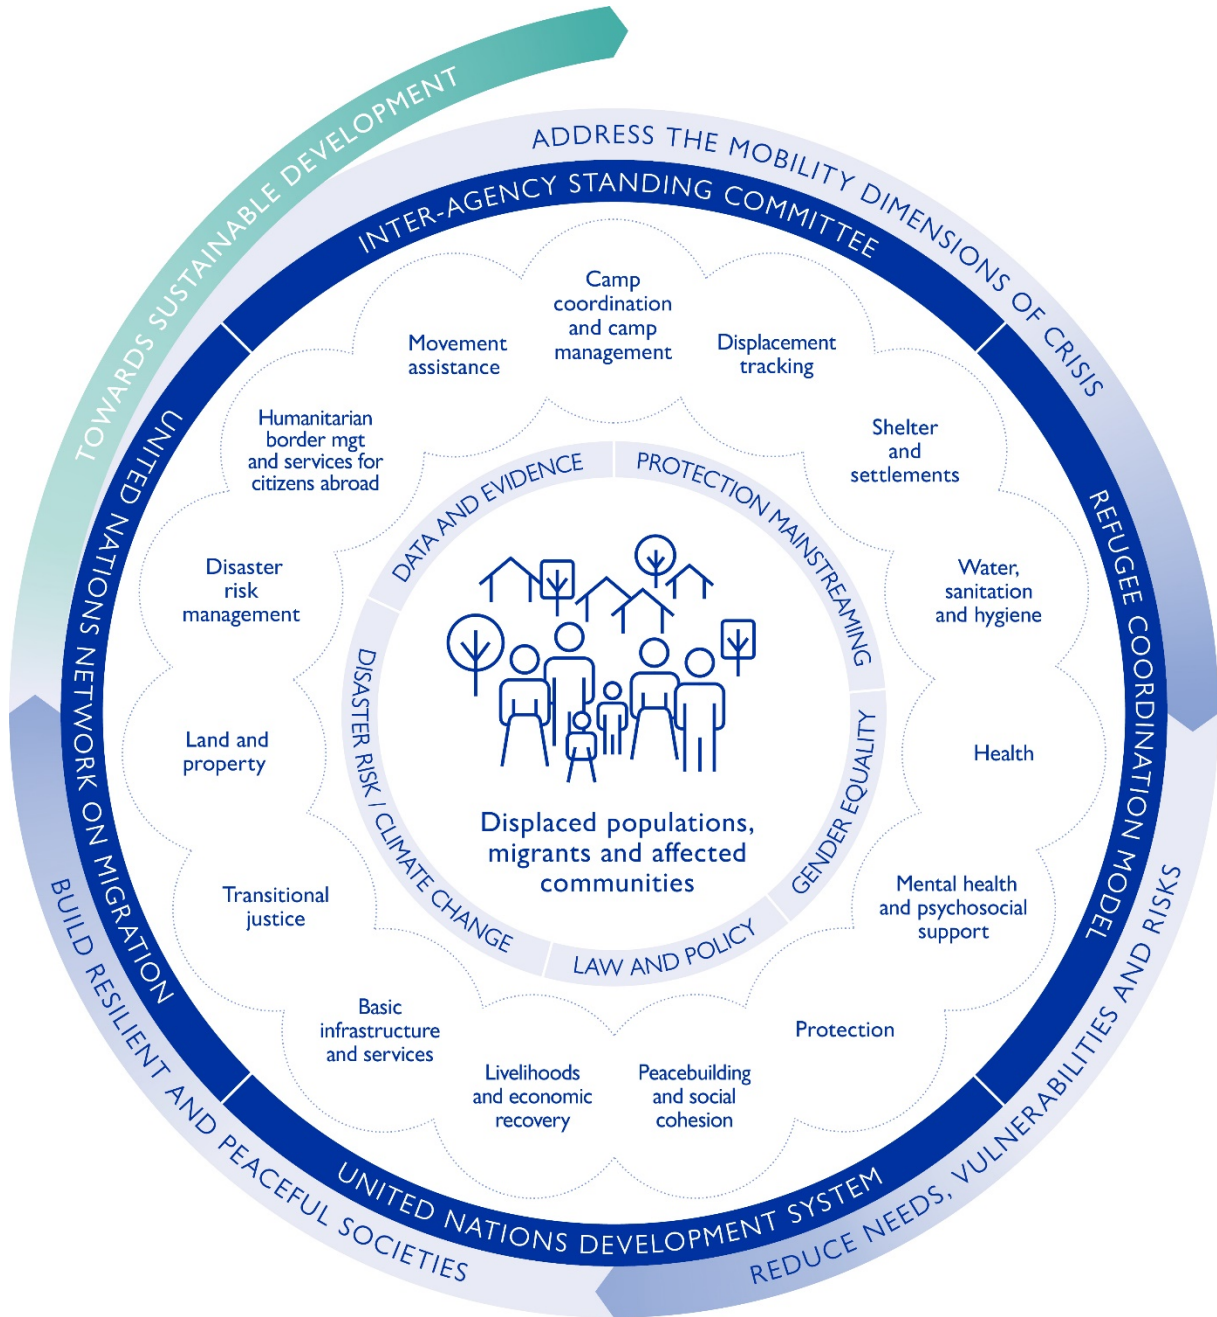 TOWARDS SUSTAINABLE DEVELOPMENT
ADDRESS THE MOBILITY DIMENSIONS OF CRISIS
REDUCE NEEDS, VULNERABILITIES AND RISKS
BUILD RESILIENT AND PEACEFUL SOCIETIES
INTER-AGENCY STANDING COMMITTEE
REFUGEE COORDINATION MODEL
UNITED NATIONS DEVELOPMENT SYSTEM
UNITED NATIONS NETWORK ON MIGRATION
Camp
coordination
and camp
management
Displacement
tracking
Shelter
and
settlements
Water,
sanitation
and hygiene
Health
Mental health
and psychosocial
support
Protection
Peacebuilding
and social
cohesion
Livelihoods
and economic
recovery
Basic
infrastructure
and services
Transitional
justice
Land and
property
Disaster
risk
management
Humanitarian
border mgt
and services for
citizens abroad
Movement
assistance
DATA AND EVIDENCE
PROTECTION MAINSTREAMING
GENDER EQUALITY
LAW AND POLICY
DISASTER RISK / CLIMATE CHANGE
Displaced populations,
migrants and affected
communities